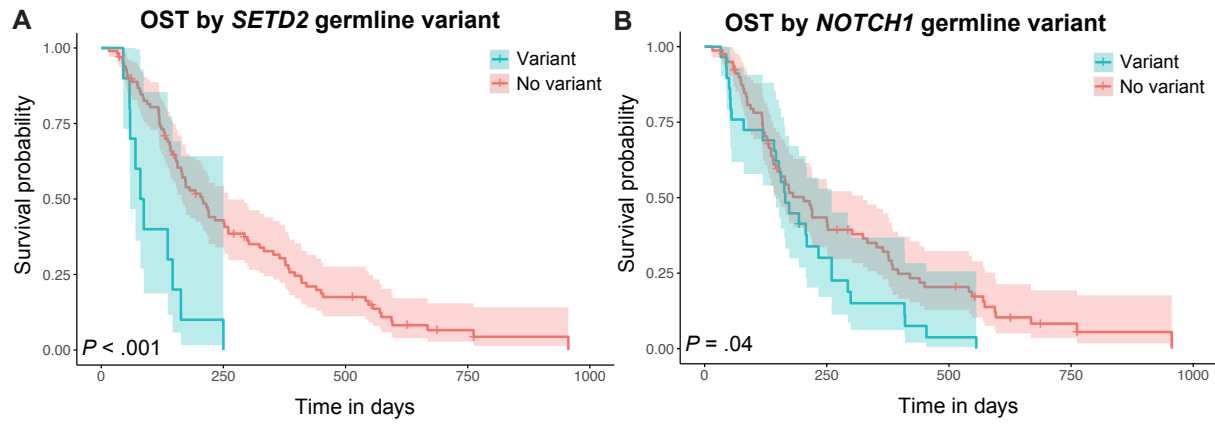 A
OST by SETD2 germline variant
Variant
No variant
1.00
0.75
0.50
0.25
0.00
Survival probability
P < .001
0 250 500 750 1000
Time in days
B
OST by NOTCH1 germline variant
Variant
No variant
1.00
0.75
0.50
0.25
0.00
Survival probability
P = .04
0 250 500 750 1000
Time in days